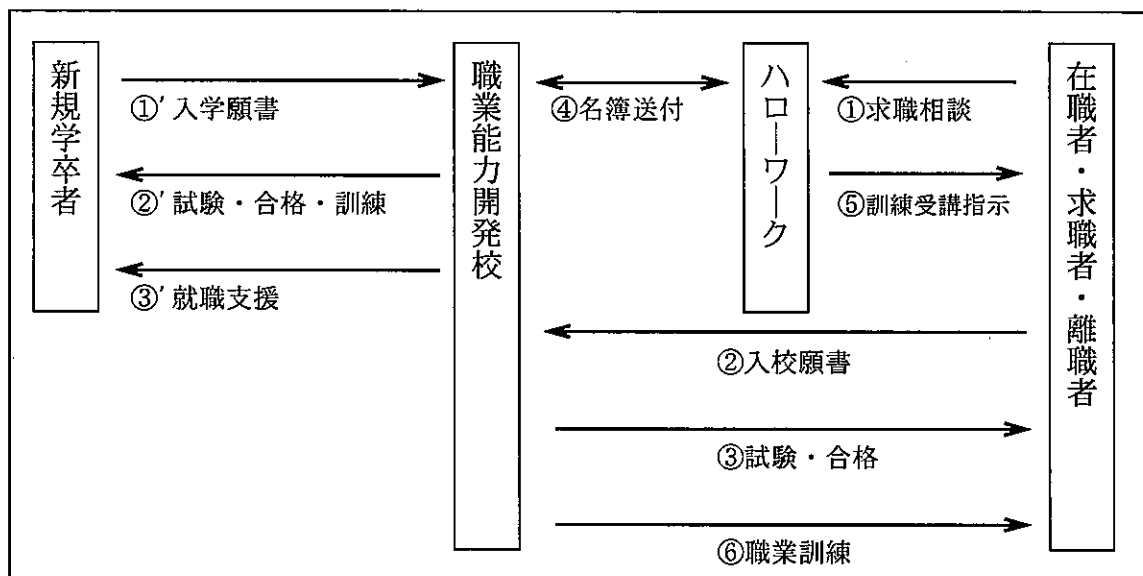 新規学卒者
①′入学願書
②′試験・合格・訓練
③′就職支援
職業能力開発校
④名簿送付
ハローワーク
①求職相談
⑤訓練受講指示
②入校願書
③試験・合格
⑥職業訓練
在職者・求職者・離職者